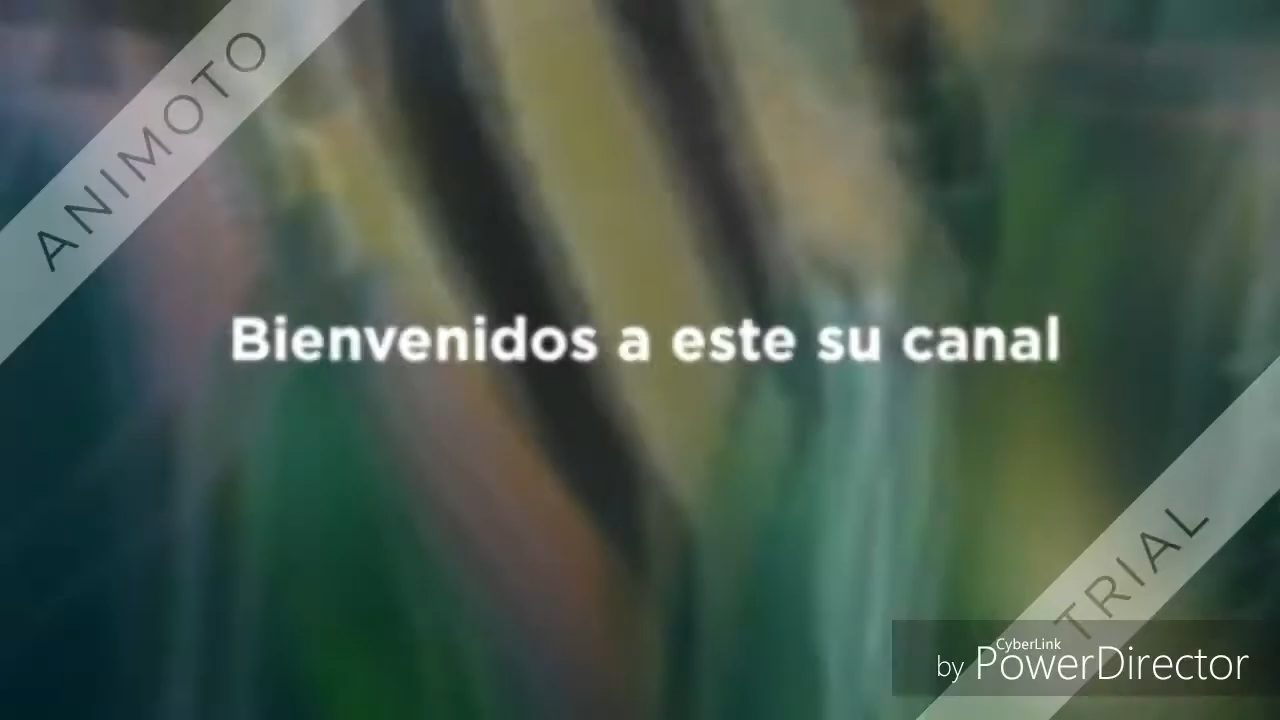 ANIMOTO
Bienvenidos a este su canal
TRIAL
CyberLink
by PowerDirector